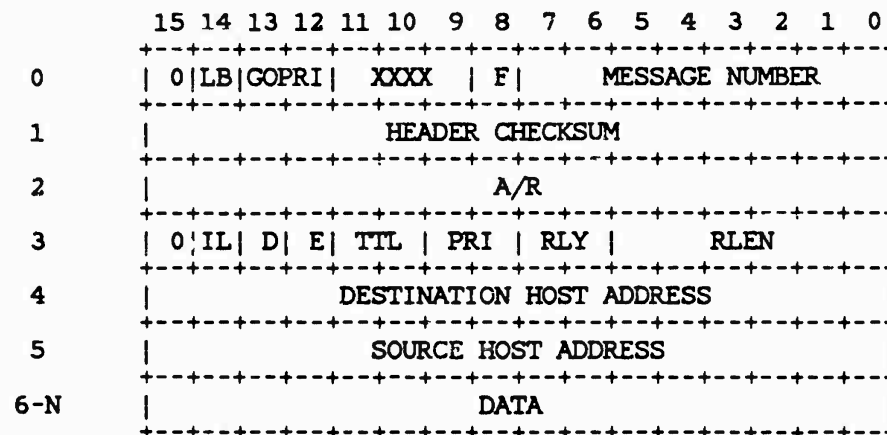 15 14 13 12 11 10 9 8 7 6 5 4 3 2 1 0
+--+--+--+--+--+--+--+--+--+--+--+--+--+--+--+--
0 | 0|LB|GOPRI| XXXX | F| MESSAGE NUMBER
+--+--+--+--+--+--+--+--+--+--+--+--+--+--+--+--
1 | HEADER CHECKSUM
+--+--+--+--+--+--+--+--+--+--+--+--+--+--+--+--
2 | A/R
+--+--+--+--+--+--+--+--+--+--+--+--+--+--+--+--
3 | 0|IL| D| E| TTL | PRI | RLY | RLEN
+--+--+--+--+--+--+--+--+--+--+--+--+--+--+--+--
4 | DESTINATION HOST ADDRESS
+--+--+--+--+--+--+--+--+--+--+--+--+--+--+--+--
5 | SOURCE HOST ADDRESS
+--+--+--+--+--+--+--+--+--+--+--+--+--+--+--+--
6-N | DATA
+--+--+--+--+--+--+--+--+--+--+--+--+--+--+--+--